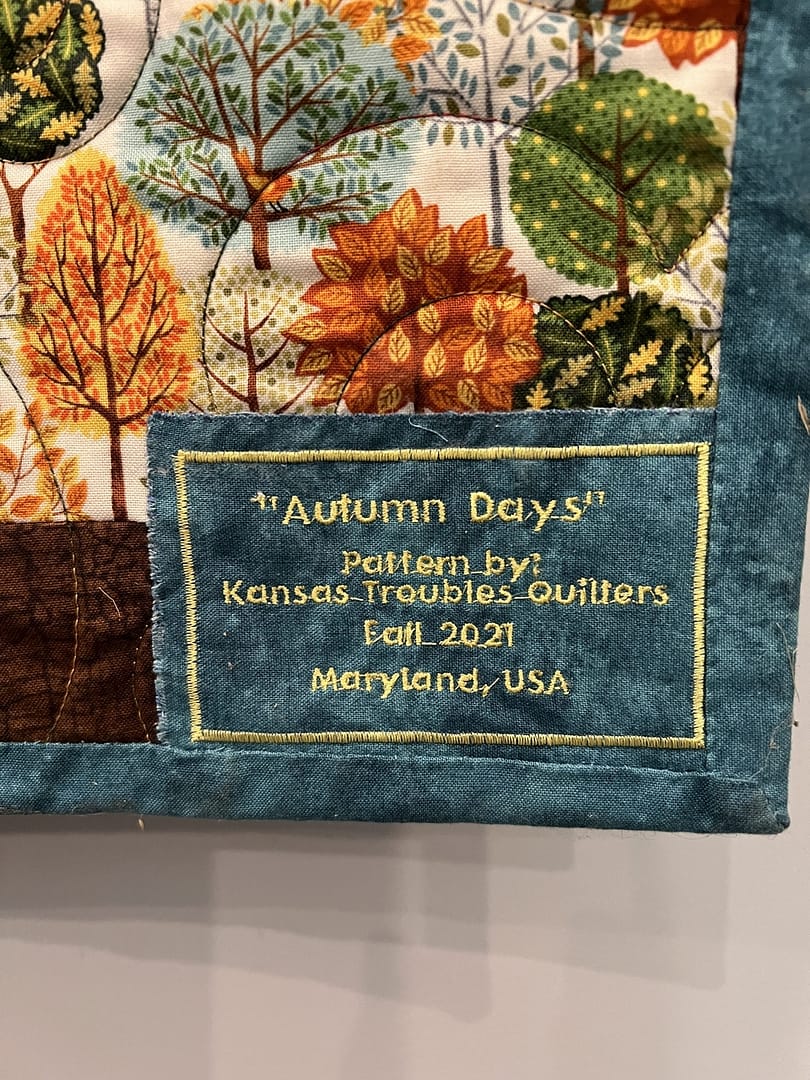 "Autumn Days"
Pattern by:
Kansas Troubles Quilters
Fall 2021
Maryland, USA